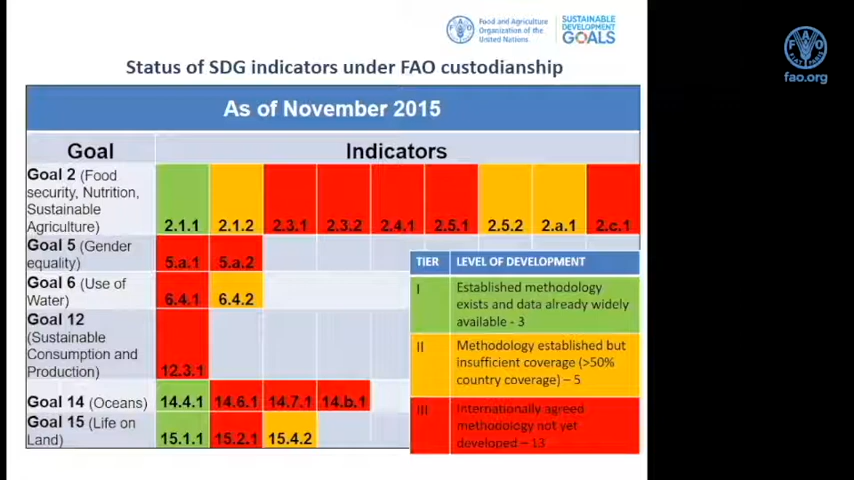 Food and Agriculture
Organization of the
United Nations
SUSTAINABLE
DEVELOPMENT
GOALS
FAO
FIAT PANIS
fao.org
Status of SDG indicators under FAO custodianship
As of November 2015
Goal Indicators
Goal 2 (Food
security, Nutrition,
Sustainable
Agriculture)
2.1.1 2.1.2 2.3.1 2.3.2 2.4.1 2.5.1 2.5.2 2.a.1 2.c.1
Goal 5 (Gender
equality)
5.a.1 5.a.2
Goal 6 (Use of
Water)
6.4.1 6.4.2
Goal 12
(Sustainable
Consumption and
Production)
12.3.1
Goal 14 (Oceans) 14.4.1 14.6.1 14.7.1 14.b.1
Goal 15 (Life on
Land)
15.1.1 15.2.1 15.4.2
TIER LEVEL OF DEVELOPMENT
I Established methodology
exists and data already widely
available - 3
II Methodology established but
insufficient coverage (>50%
country coverage) – 5
III Internationally agreed
methodology not yet
developed – 13